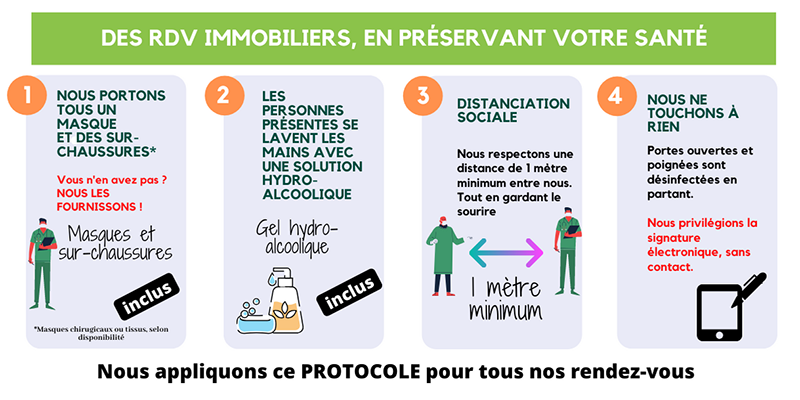 DES RDV IMMOBILIERS, EN PRÉSERVANT VOTRE SANTÉ
1
NOUS PORTONS
TOUS UN
MASQUE
ET DES SUR-
CHAUSSURES*
Vous n'en avez pas ?
NOUS LES
FOURNISSONS !
Masques et
sur-chaussures
inclus
*Masques chirugicaux ou tissus, selon
disponibilité
2
LES
PERSONNES
PRÉSENTES SE
LAVENT LES
MAINS AVEC
UNE SOLUTION
HYDRO-
ALCOOLIQUE
Gel hydro-
alcoolique
inclus
3
DISTANCIATION
SOCIALE
Nous respectons une
distance de 1 mètre
minimum entre nous.
Tout en gardant le
sourire
1 mètre
minimum
4
NOUS NE
TOUCHONS À
RIEN
Portes ouvertes et
poignées sont
désinfectées en
partant.
Nous privilégions la
signature
électronique, sans
contact.
Nous appliquons ce PROTOCOLE pour tous nos rendez-vous